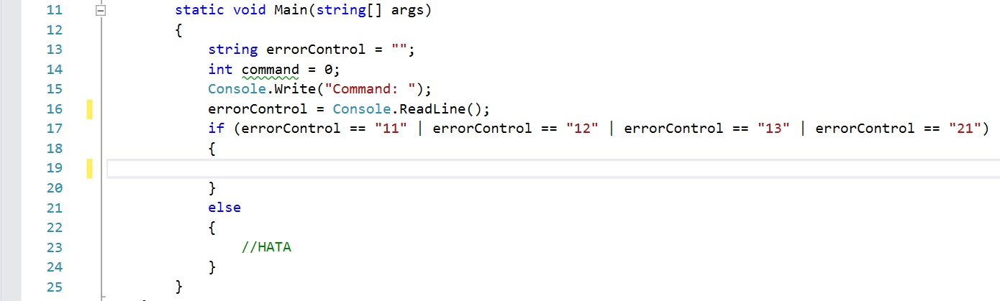 11 static void Main(string[] args)
12 {
13 string errorControl = "";
14 int command = 0;
15 Console.Write("Command: ");
16 errorControl = Console.ReadLine();
17 if (errorControl == "11" | errorControl == "12" | errorControl == "13" | errorControl == "21")
18 {
19
20 }
21 else
22 {
23 //HATA
24 }
25 }